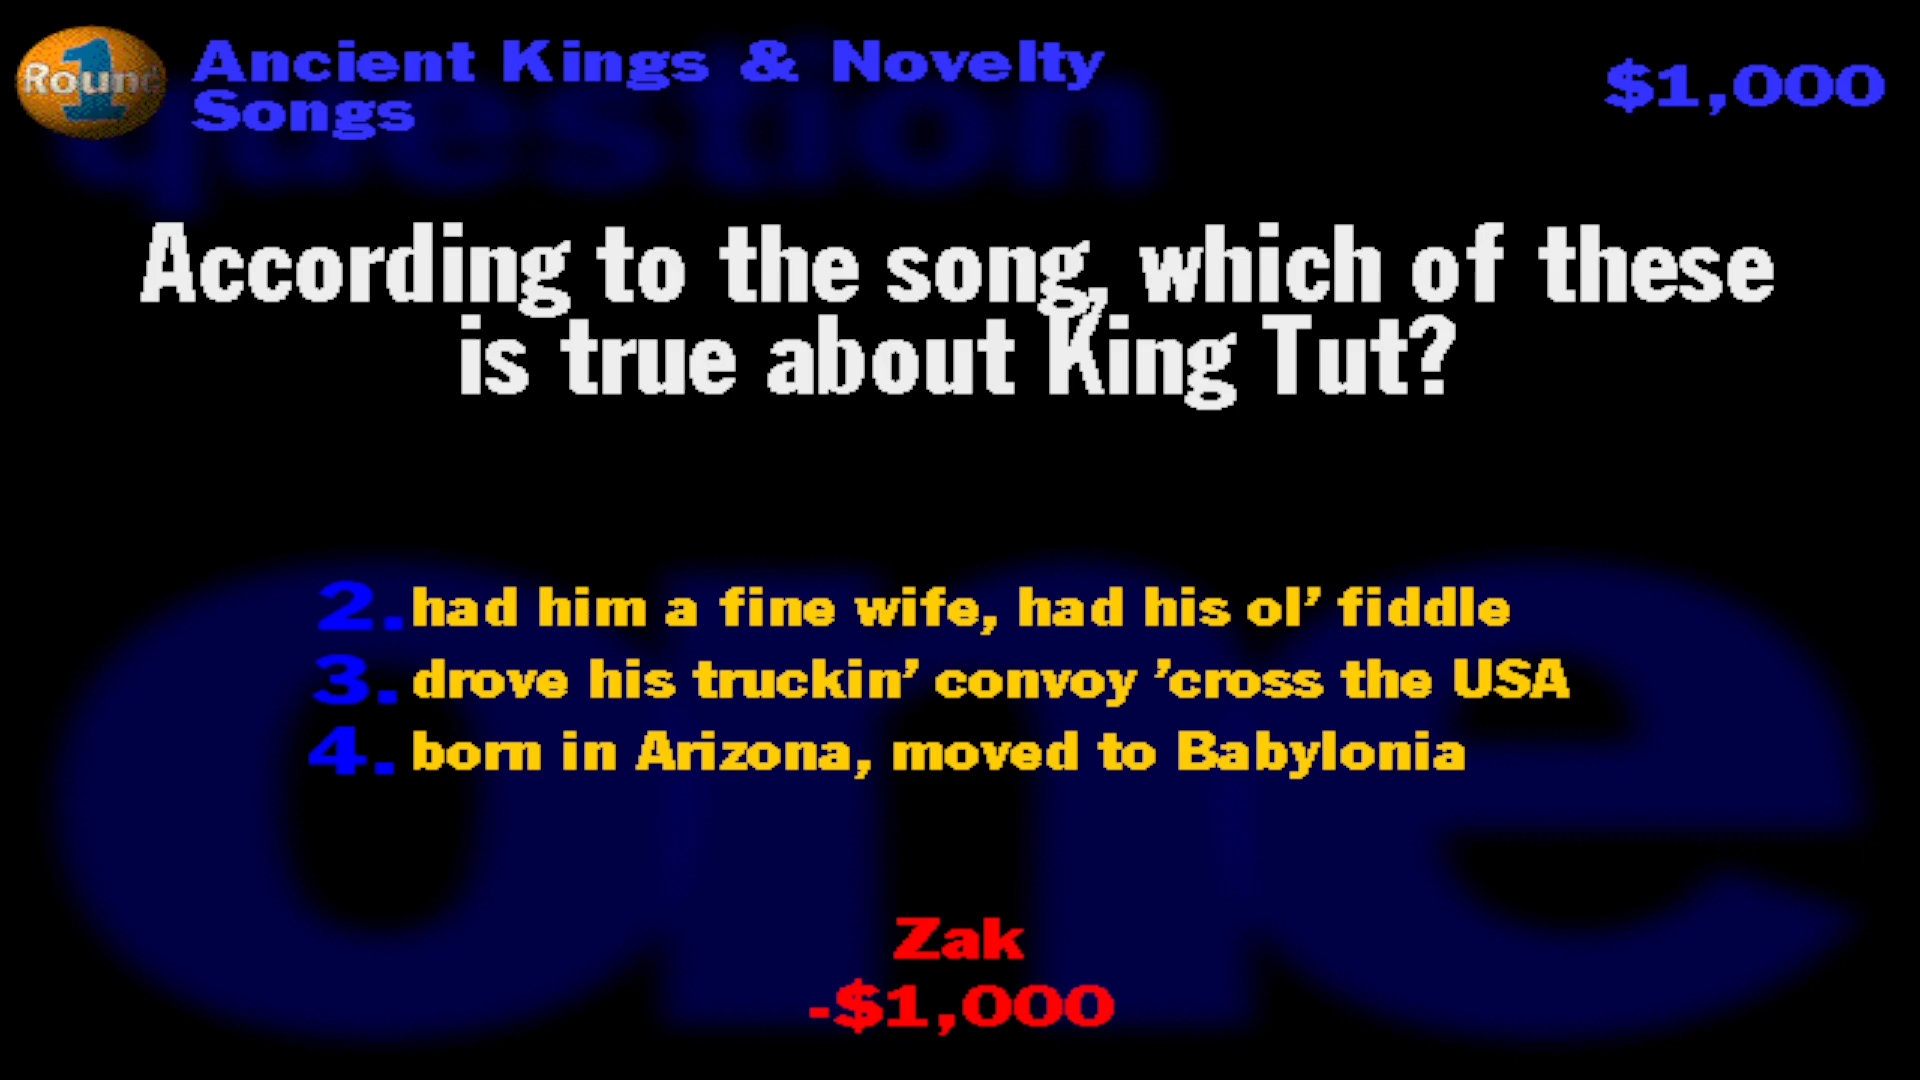 Round 1
Ancient Kings & Novelty
Songs
$1,000
question
According to the song, which of these
is true about King Tut?
2. had him a fine wife, had his ol' fiddle
3. drove his truckin' convoy 'cross the USA
4. born in Arizona, moved to Babylonia
one
Zak
-$1,000